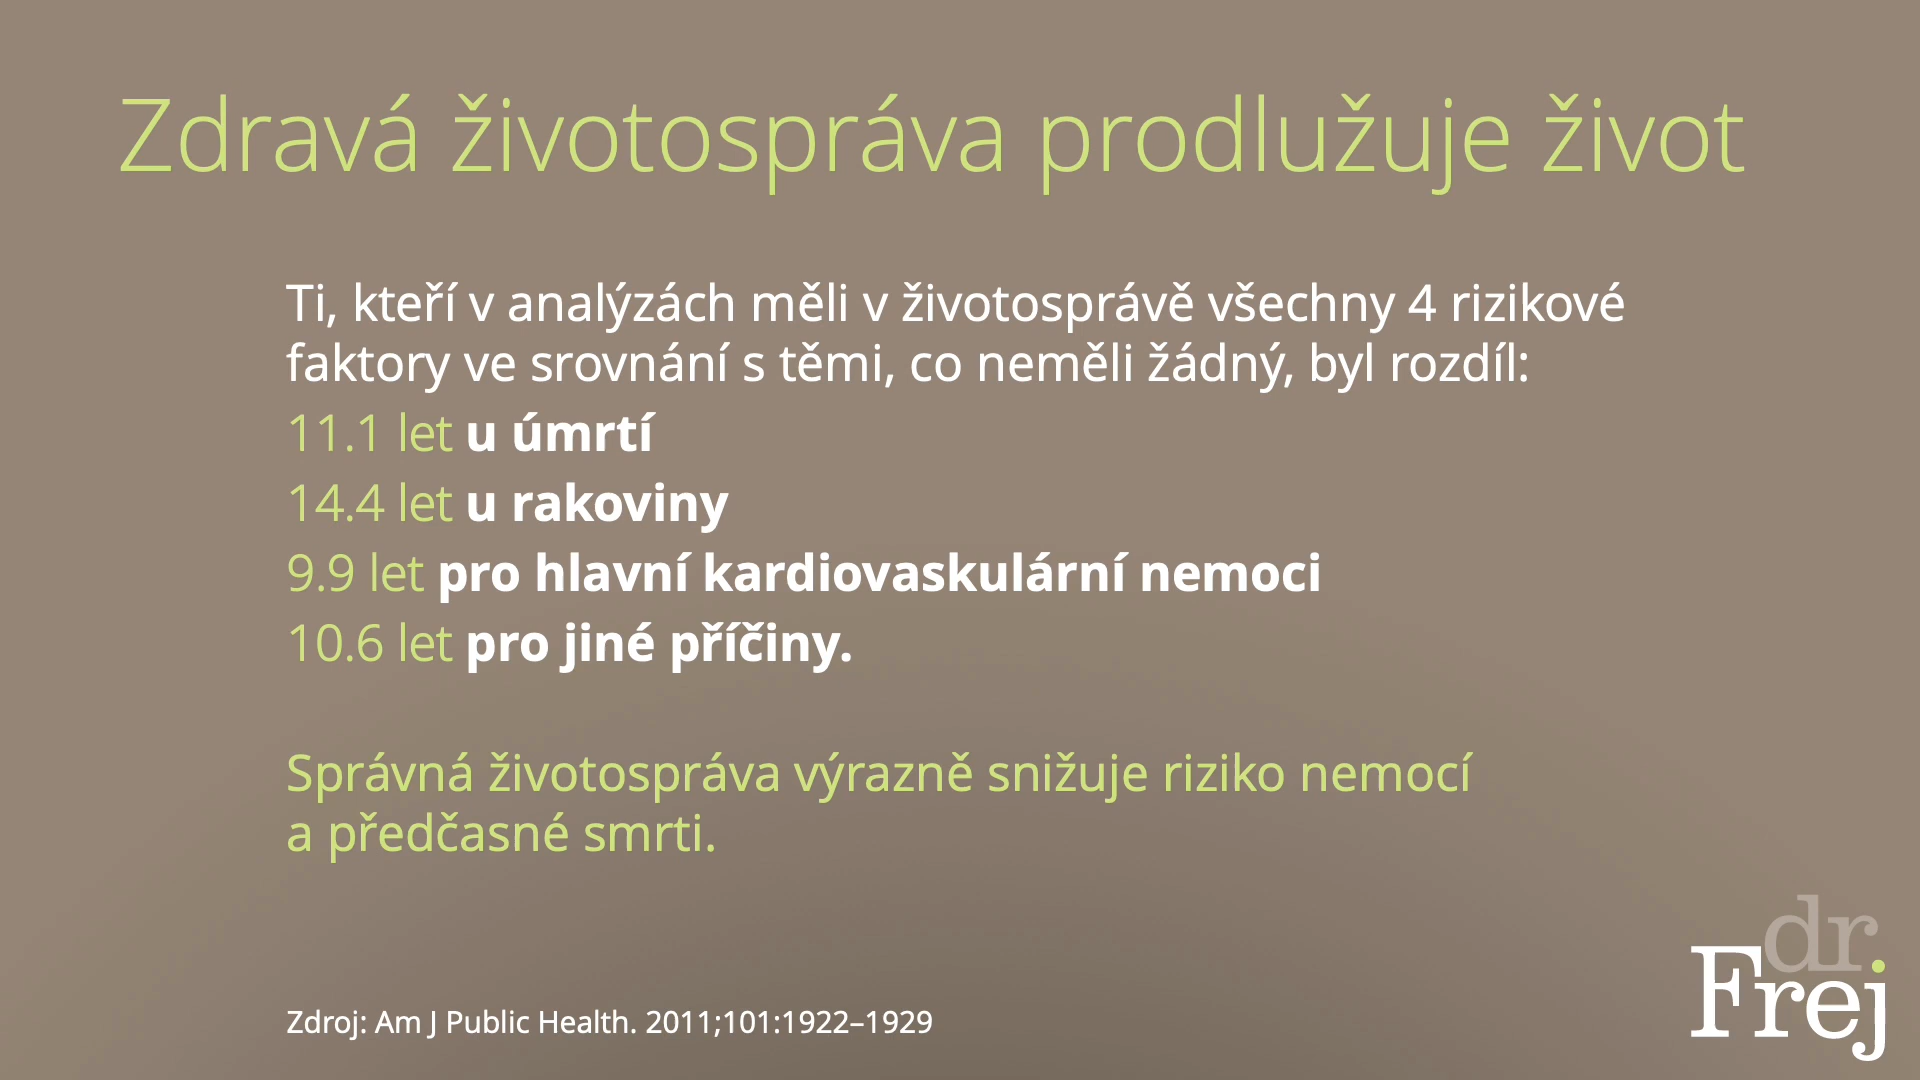 Zdravá životospráva prodlužuje život
Ti, kteří v analýzách měli v životosprávě všechny 4 rizikové
faktory ve srovnání s těmi, co neměli žádný, byl rozdíl:
11.1 let u úmrtí
14.4 let u rakoviny
9.9 let pro hlavní kardiovaskulární nemoci
10.6 let pro jiné příčiny.
Správná životospráva výrazně snižuje riziko nemocí
a předčasné smrti.
Zdroj: Am J Public Health. 2011;101:1922–1929
dr.
Frej